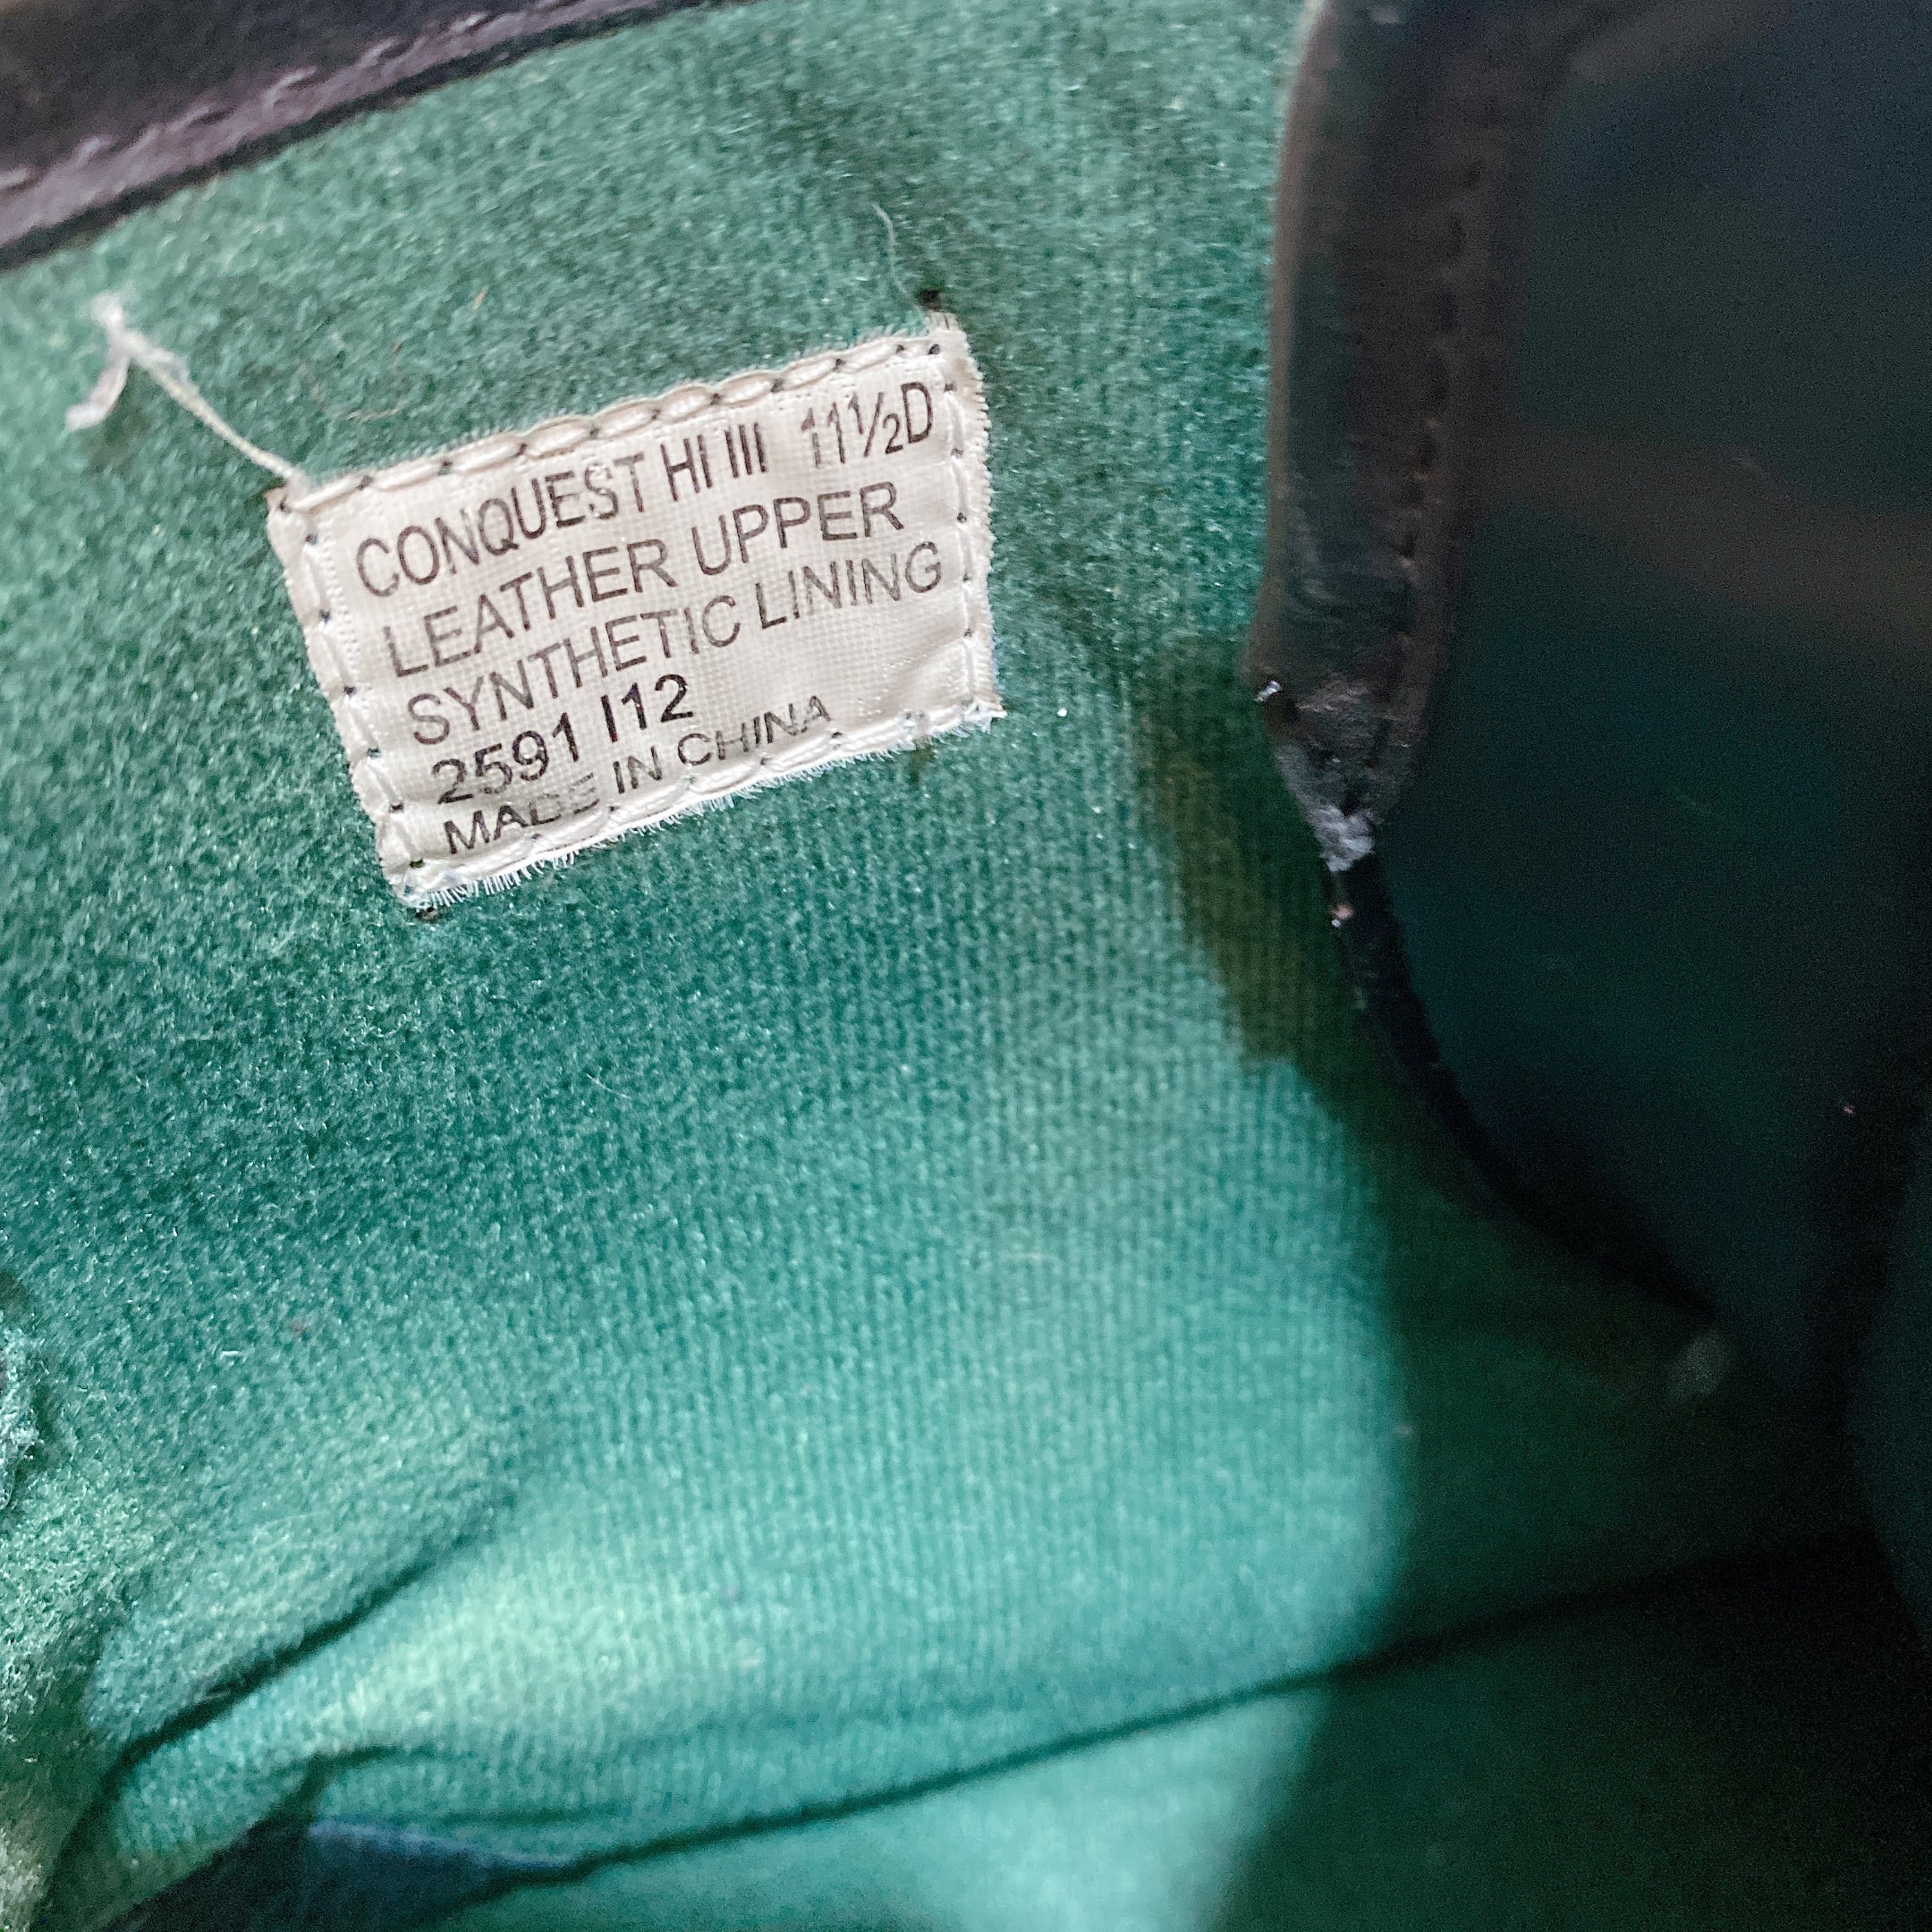 CONQUEST HI III 11½D
LEATHER UPPER
SYNTHETIC LINING
2591 I12
MADE IN CHINA